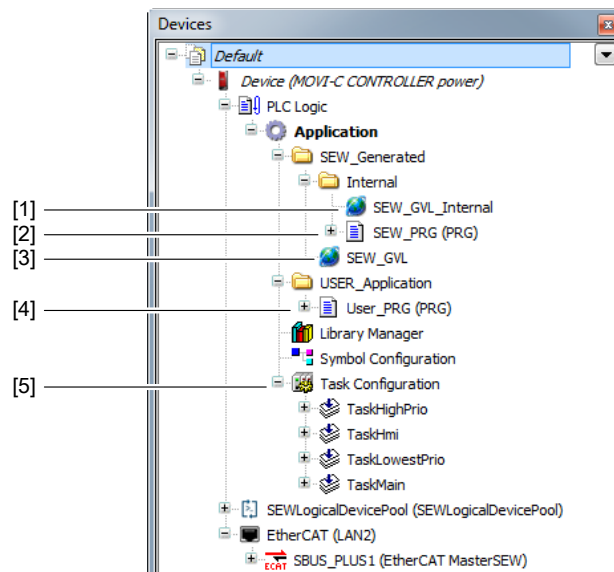 Devices
Default
Device (MOVI-C CONTROLLER power)
PLC Logic
Application
SEW_Generated
Internal
[1] SEW_GVL_Internal
[2] SEW_PRG (PRG)
[3] SEW_GVL
USER_Application
[4] User_PRG (PRG)
Library Manager
Symbol Configuration
[5] Task Configuration
TaskHighPrio
TaskHmi
TaskLowestPrio
TaskMain
SEWLogicalDevicePool (SEWLogicalDevicePool)
EtherCAT (LAN2)
ECAT SBUS_PLUS1 (EtherCAT MasterSEW)